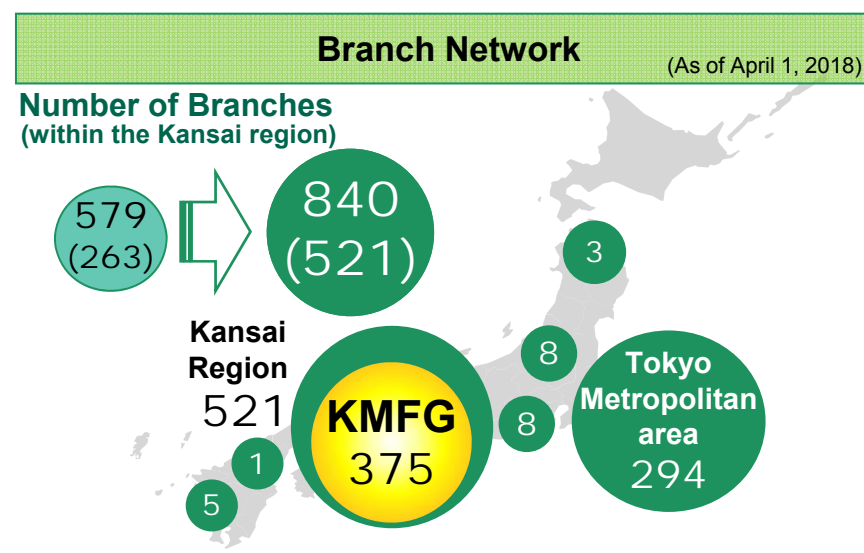 Branch Network
(As of April 1, 2018)
Number of Branches
(within the Kansai region)
579
(263)
840
(521)
3
Kansai
Region
521
KMFG
375
8
8
Tokyo
Metropolitan
area
294
1
5